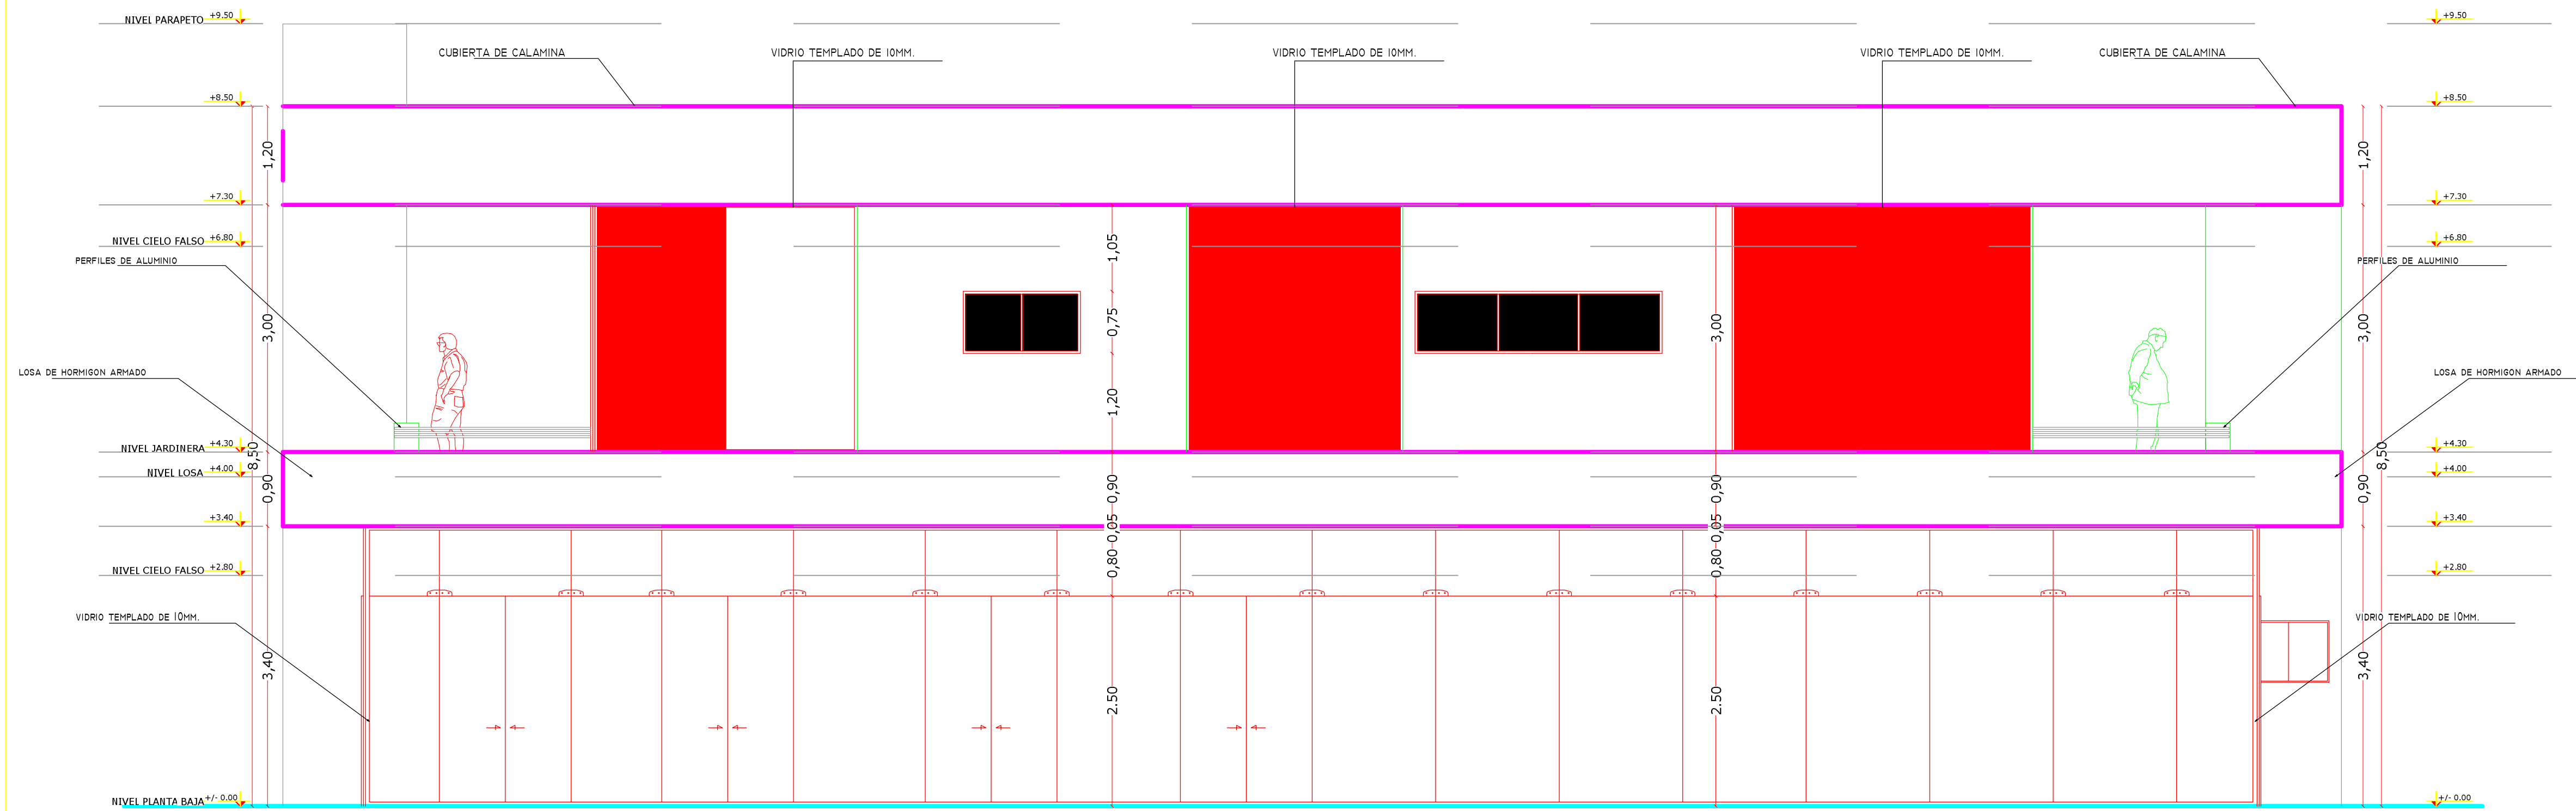 NIVEL PARAPETO +9.50
+9.50
CUBIERTA DE CALAMINA
VIDRIO TEMPLADO DE 10MM.
VIDRIO TEMPLADO DE 10MM.
VIDRIO TEMPLADO DE 10MM.
CUBIERTA DE CALAMINA
+8.50
+8.50
1,20
1,20
+7.30
+7.30
NIVEL CIELO FALSO +6.80
+6.80
1,05
PERFILES DE ALUMINIO
PERFILES DE ALUMINIO
3,00
0,75
3,00
3,00
LOSA DE HORMIGON ARMADO
LOSA DE HORMIGON ARMADO
1,20
NIVEL JARDINERA +4.30
+4.30
8,50
8,50
NIVEL LOSA +4.00
+4.00
0,90
0,90
0,90
0,90
+3.40
+3.40
0,05
0,05
NIVEL CIELO FALSO +2.80
+2.80
0,80
0,80
VIDRIO TEMPLADO DE 10MM.
VIDRIO TEMPLADO DE 10MM.
3,40
2.50
2.50
3,40
NIVEL PLANTA BAJA +/- 0.00
+/- 0.00